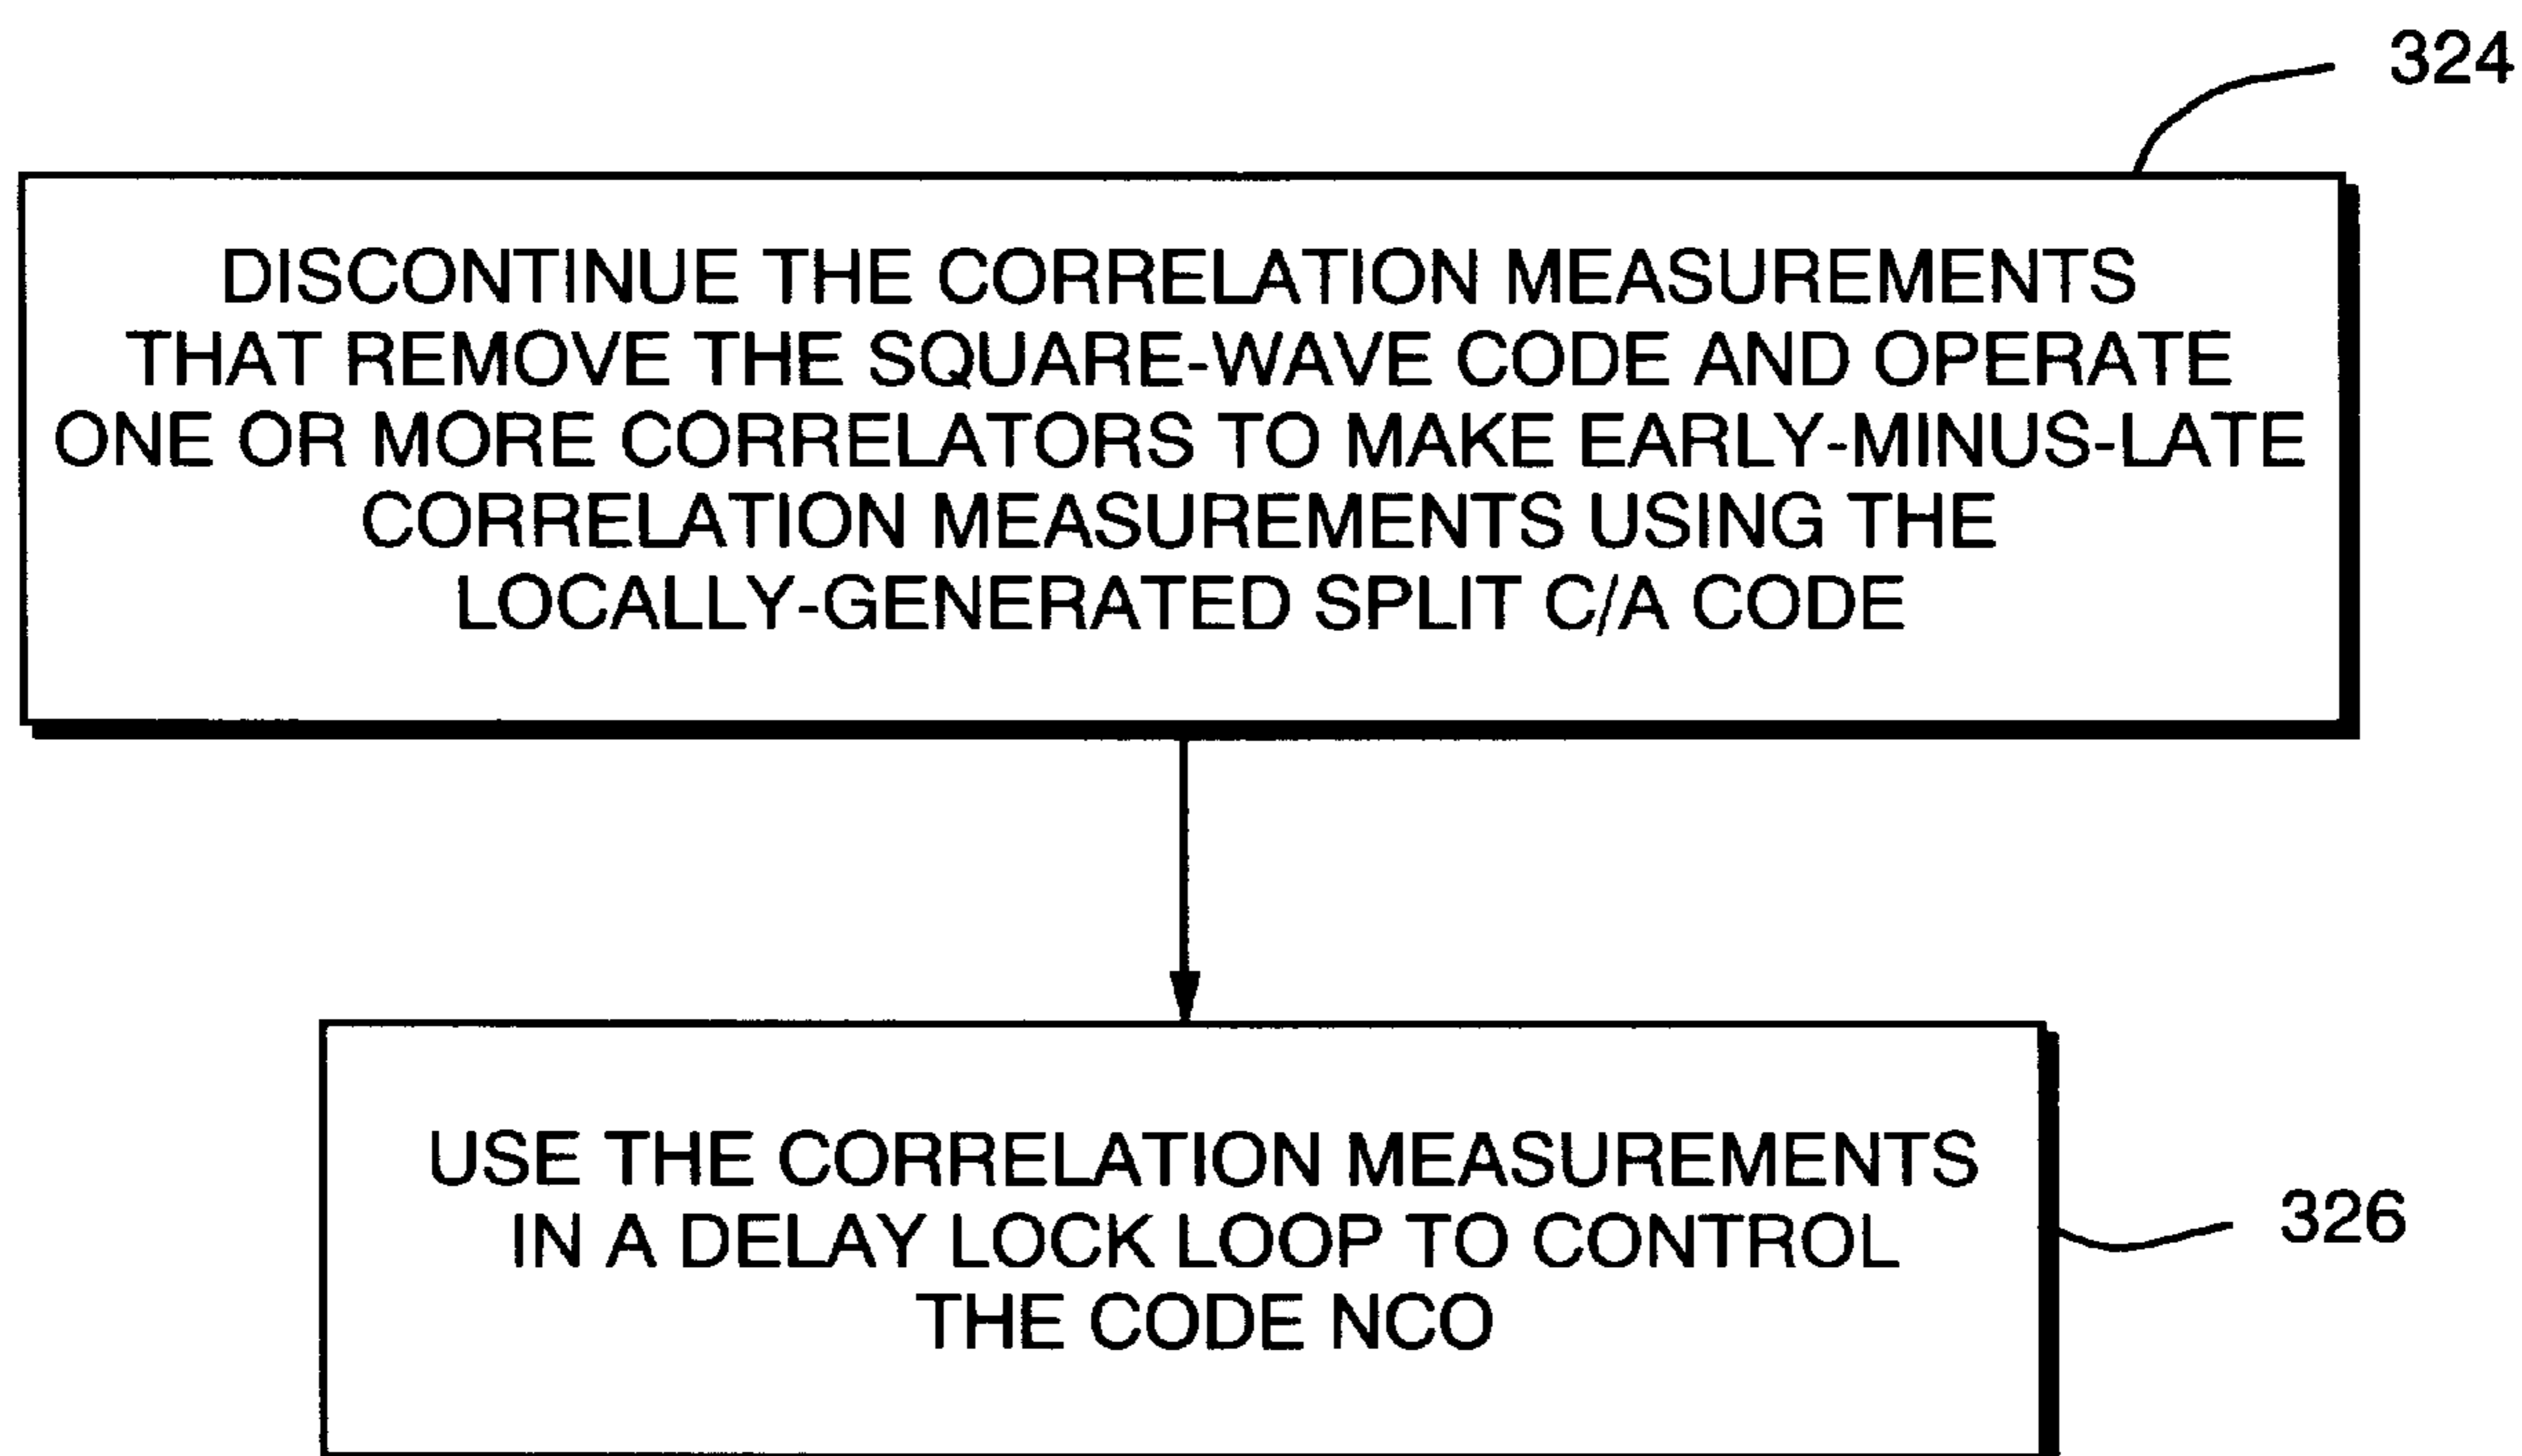 324
DISCONTINUE THE CORRELATION MEASUREMENTS
THAT REMOVE THE SQUARE-WAVE CODE AND OPERATE
ONE OR MORE CORRELATORS TO MAKE EARLY-MINUS-LATE
CORRELATION MEASUREMENTS USING THE
LOCALLY-GENERATED SPLIT C/A CODE
USE THE CORRELATION MEASUREMENTS
IN A DELAY LOCK LOOP TO CONTROL
THE CODE NCO
326